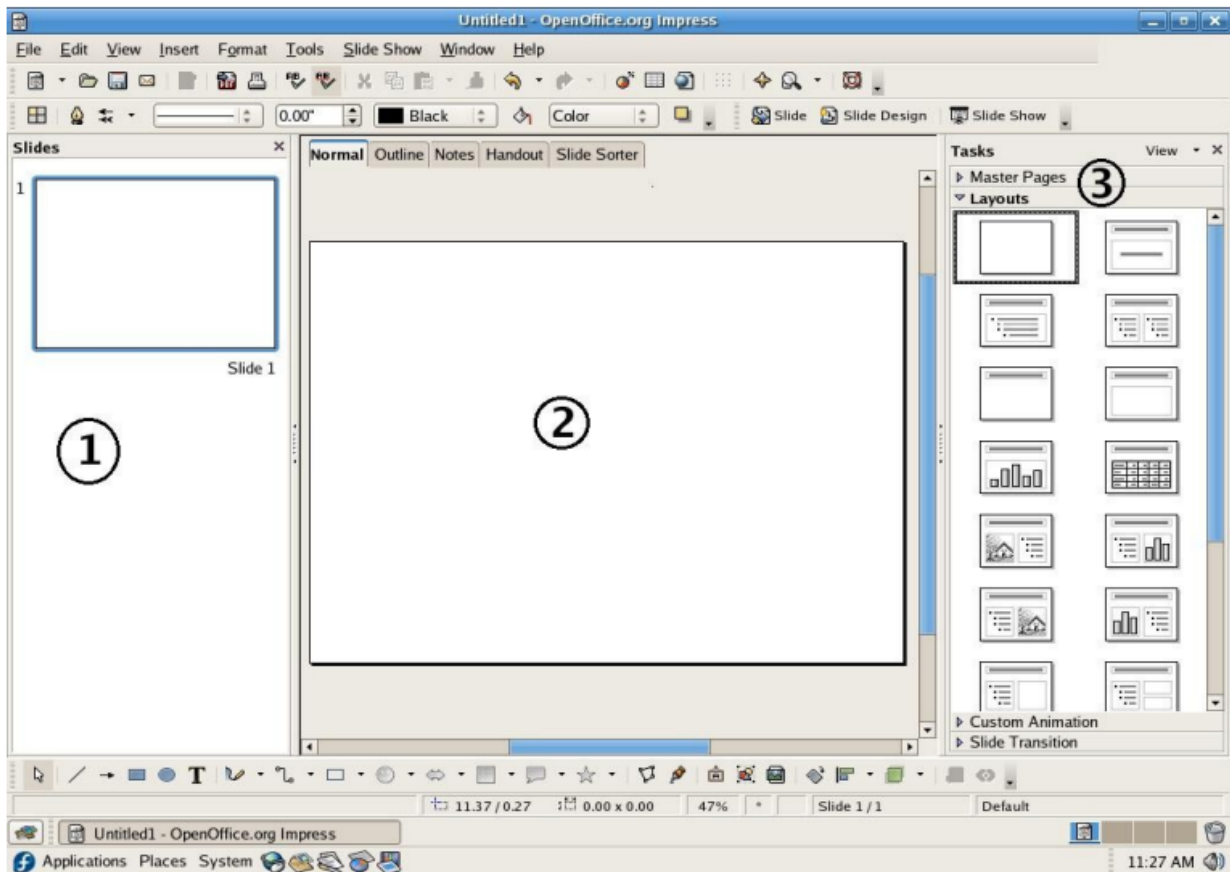 Untitled1 - OpenOffice.org Impress
File Edit View Insert Format Tools Slide Show Window Help
0.00" Black Color Slide Slide Design Slide Show
Slides
Normal Outline Notes Handout Slide Sorter
Tasks View
Master Pages
Layouts
1
Slide 1
1
2
3
Custom Animation
Slide Transition
T
11.37 / 0.27 0.00 x 0.00 47% * Slide 1 / 1 Default
Untitled1 - OpenOffice.org Impress
Applications Places System 11:27 AM